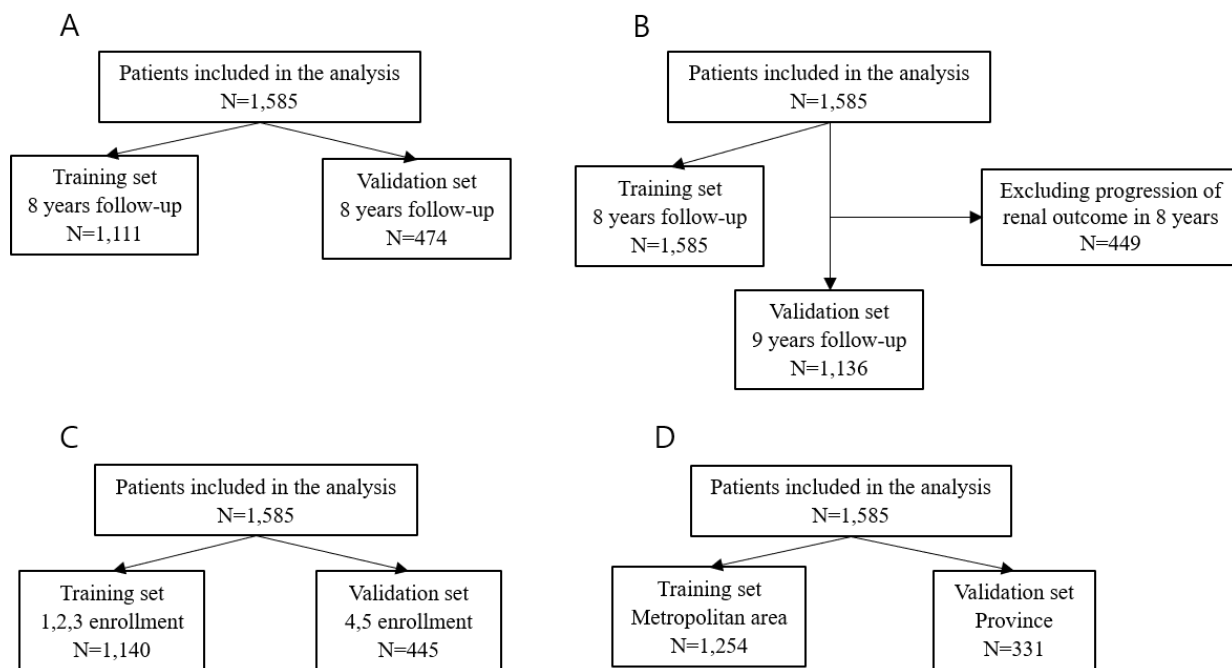 A
Patients included in the analysis
N=1,585
Training set
8 years follow-up
N=1,111
Validation set
8 years follow-up
N=474
B
Patients included in the analysis
N=1,585
Training set
8 years follow-up
N=1,585
Excluding progression of
renal outcome in 8 years
N=449
Validation set
9 years follow-up
N=1,136
C
Patients included in the analysis
N=1,585
Training set
1,2,3 enrollment
N=1,140
Validation set
4,5 enrollment
N=445
D
Patients included in the analysis
N=1,585
Training set
Metropolitan area
N=1,254
Validation set
Province
N=331